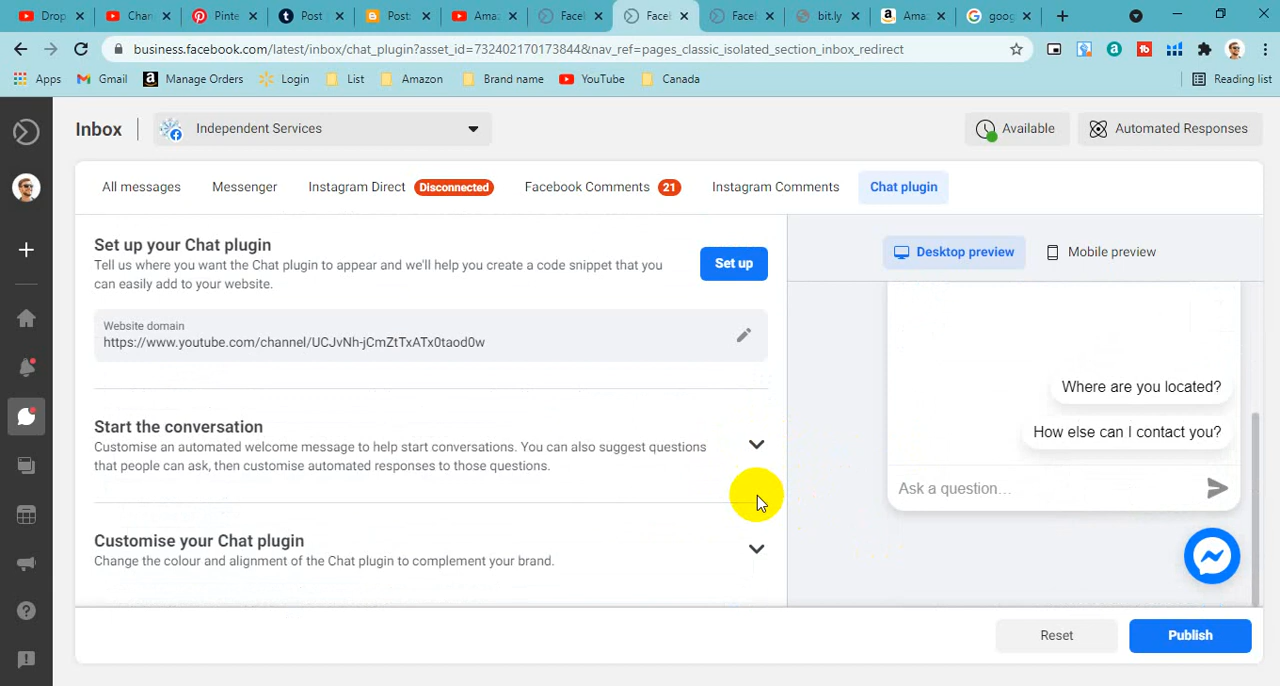 Drop
Chan
Pinte
Post
Posts
Ama
Facel
Facel
Facel
bit.ly
Amaz
goog
business.facebook.com/latest/inbox/chat_plugin?asset_id=732402170173844&nav_ref=pages_classic_isolated_section_inbox_redirect
Apps
Gmail
Manage Orders
Login
List
Amazon
Brand name
YouTube
Canada
Reading list
Inbox
Independent Services
Available
Automated Responses
All messages
Messenger
Instagram Direct Disconnected
Facebook Comments 21
Instagram Comments
Chat plugin
Set up your Chat plugin
Tell us where you want the Chat plugin to appear and we'll help you create a code snippet that you
can easily add to your website.
Set up
Website domain
https://www.youtube.com/channel/UCJvNh-jCmZtTxATx0taod0w
Start the conversation
Customise an automated welcome message to help start conversations. You can also suggest questions
that people can ask, then customise automated responses to those questions.
Customise your Chat plugin
Change the colour and alignment of the Chat plugin to complement your brand.
Desktop preview
Mobile preview
Where are you located?
How else can I contact you?
Ask a question...
Reset
Publish